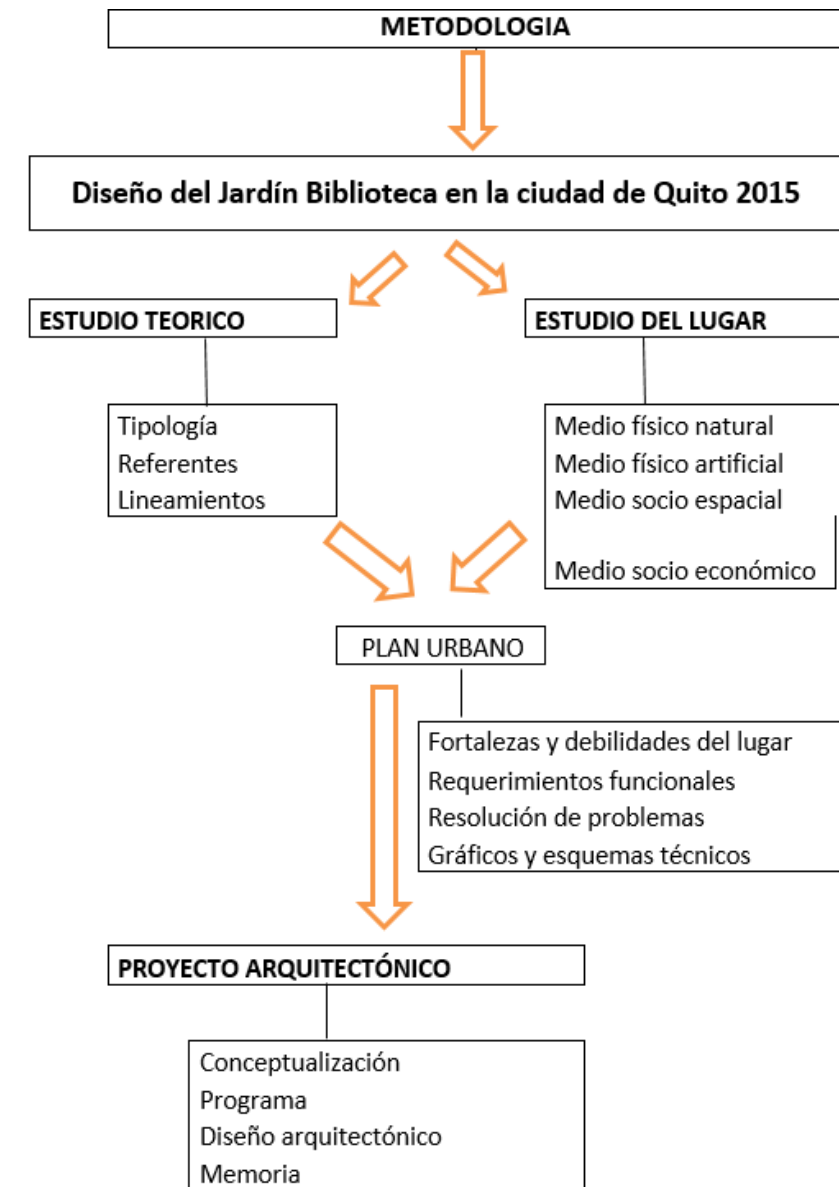 METODOLOGIA
Diseño del Jardín Biblioteca en la ciudad de Quito 2015
ESTUDIO TEORICO
Tipología
Referentes
Lineamientos
ESTUDIO DEL LUGAR
Medio físico natural
Medio físico artificial
Medio socio espacial
Medio socio económico
PLAN URBANO
Fortalezas y debilidades del lugar
Requerimientos funcionales
Resolución de problemas
Gráficos y esquemas técnicos
PROYECTO ARQUITECTÓNICO
Conceptualización
Programa
Diseño arquitectónico
Memoria